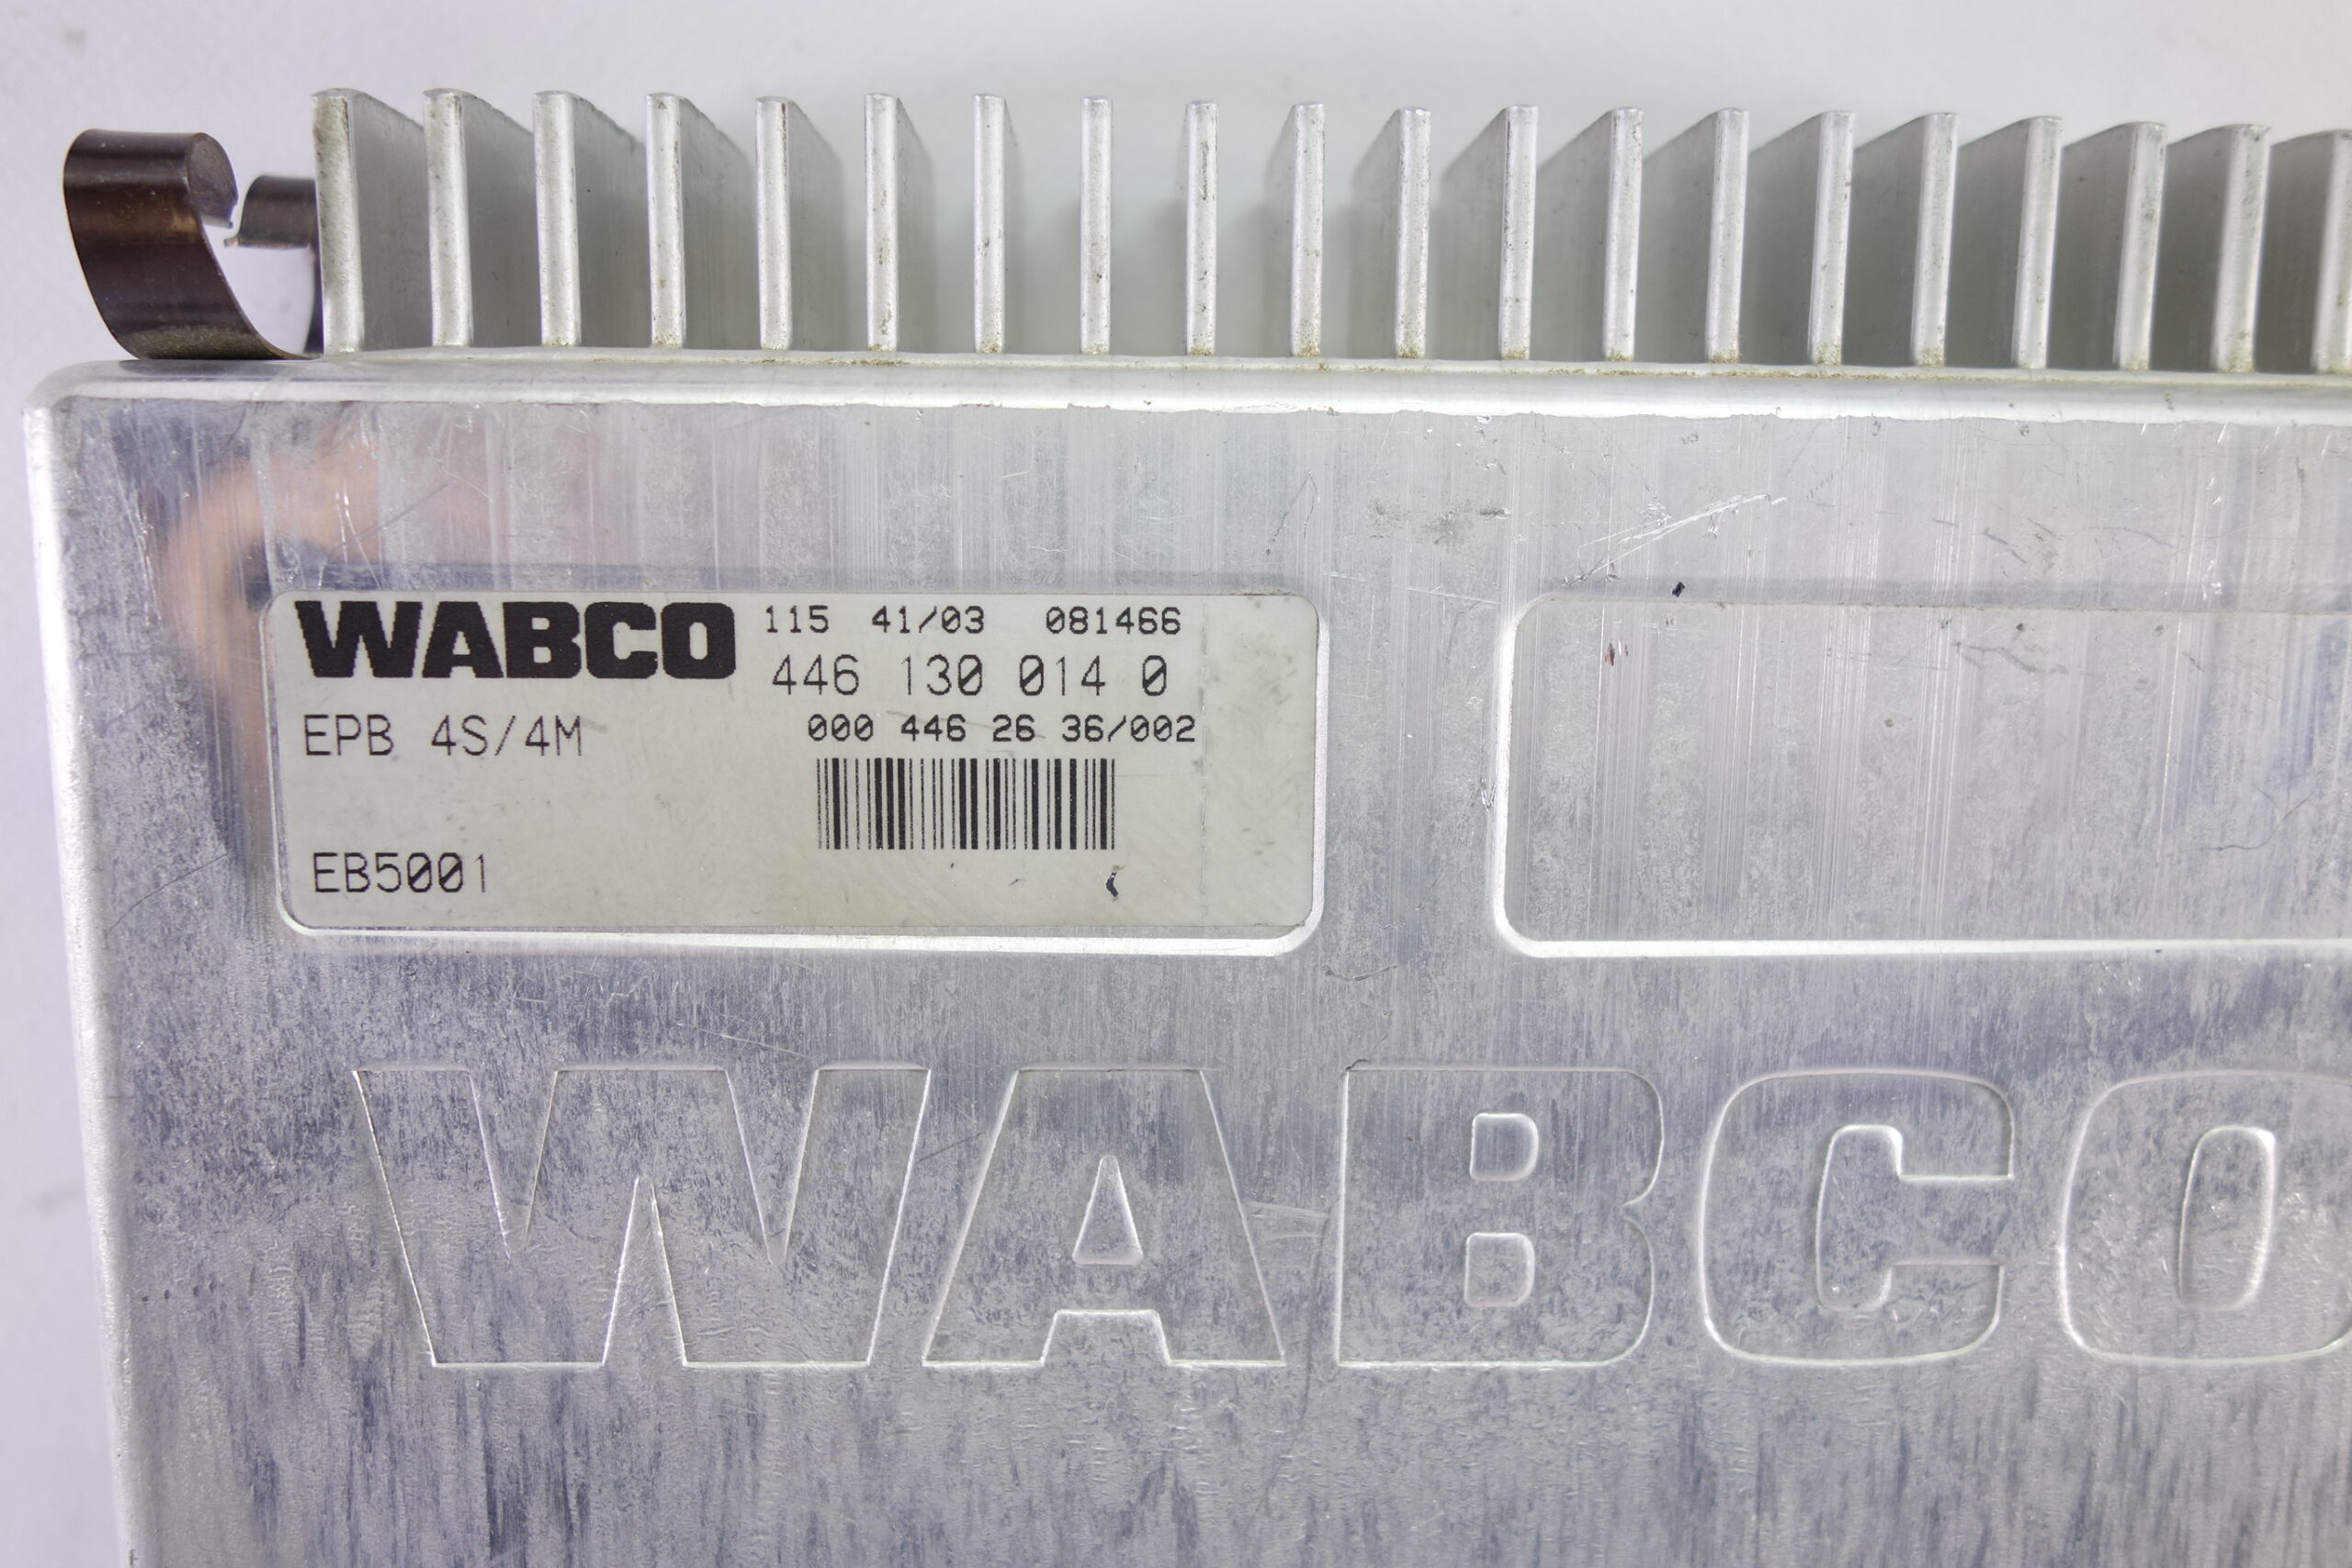 WABCO 115 41/03 081466
446 130 014 0
EPB 4S/4M 000 446 26 36/002
EB5001
WABCO